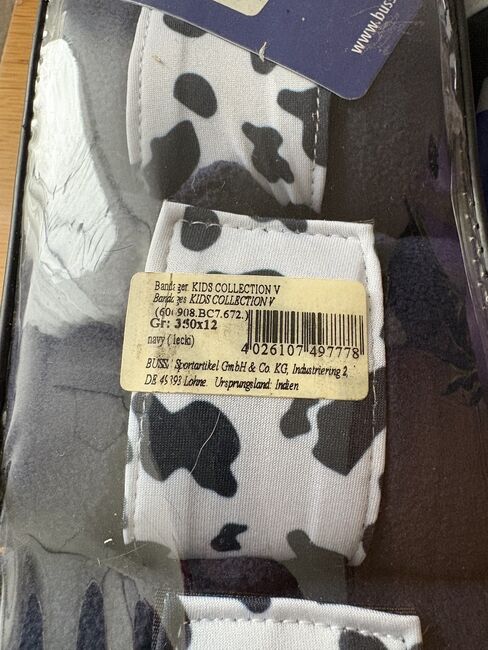 www.buss
Bandagen KIDS COLLECTION V
Bandages KIDS COLLECTION V
(600908.BC7.672.)
Gr: 350x12
navy (fleck)
4 026107 497778
BUSSE Sportartikel GmbH & Co. KG, Industriering 2,
DE 49393 Lohne. Ursprungsland: Indien